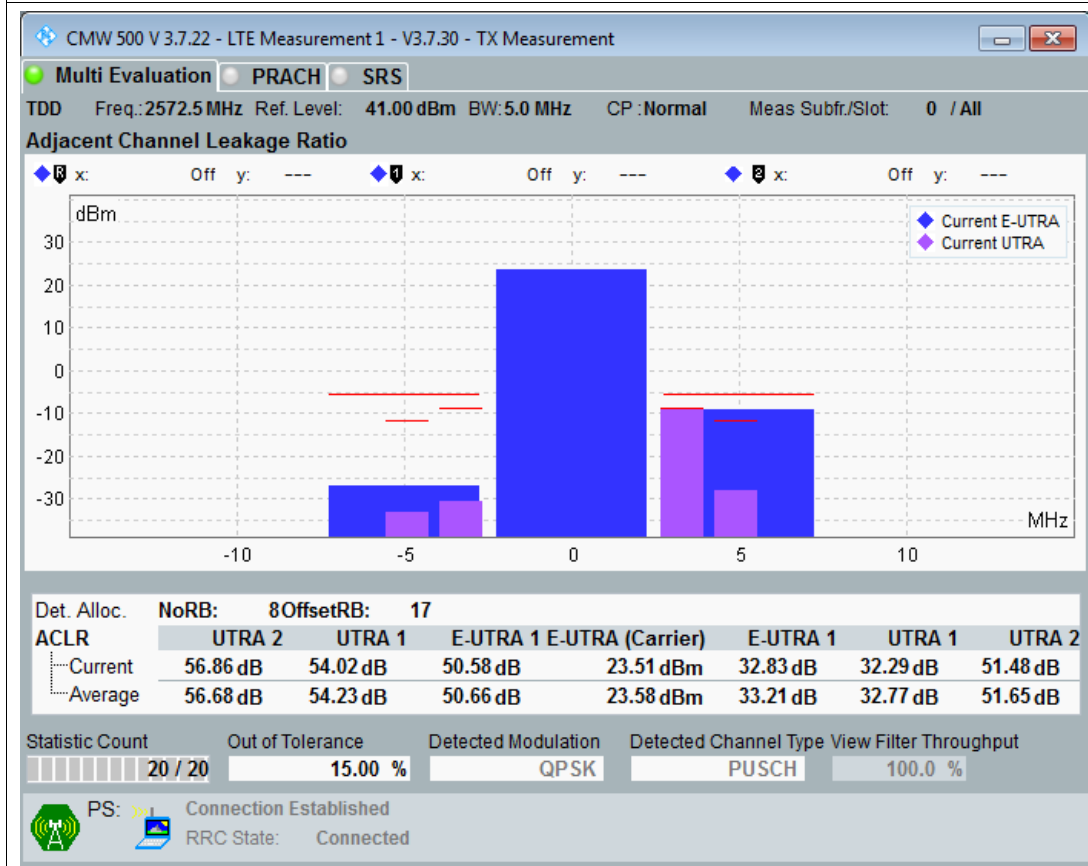 CMW 500 V 3.7.22 - LTE Measurement 1 - V3.7.30 - TX Measurement
Multi Evaluation PRACH SRS
TDD Freq.: 2572.5 MHz Ref. Level: 41.00 dBm BW: 5.0 MHz CP : Normal Meas Subfr./Slot: 0 / All
Adjacent Channel Leakage Ratio
R x: Off y: --- 1 x: Off y: --- 2 x: Off y: ---
dBm
Current E-UTRA
Current UTRA
30
20
10
0
-10
-20
-30
MHz
-10 -5 0 5 10
Det. Alloc. NoRB: 8 OffsetRB: 17
ACLR UTRA 2 UTRA 1 E-UTRA 1 E-UTRA (Carrier) E-UTRA 1 UTRA 1 UTRA 2
Current 56.86 dB 54.02 dB 50.58 dB 23.51 dBm 32.83 dB 32.29 dB 51.48 dB
Average 56.68 dB 54.23 dB 50.66 dB 23.58 dBm 33.21 dB 32.77 dB 51.65 dB
Statistic Count Out of Tolerance Detected Modulation Detected Channel Type View Filter Throughput
20 / 20 15.00 % QPSK PUSCH 100.0 %
PS: Connection Established
RRC State: Connected